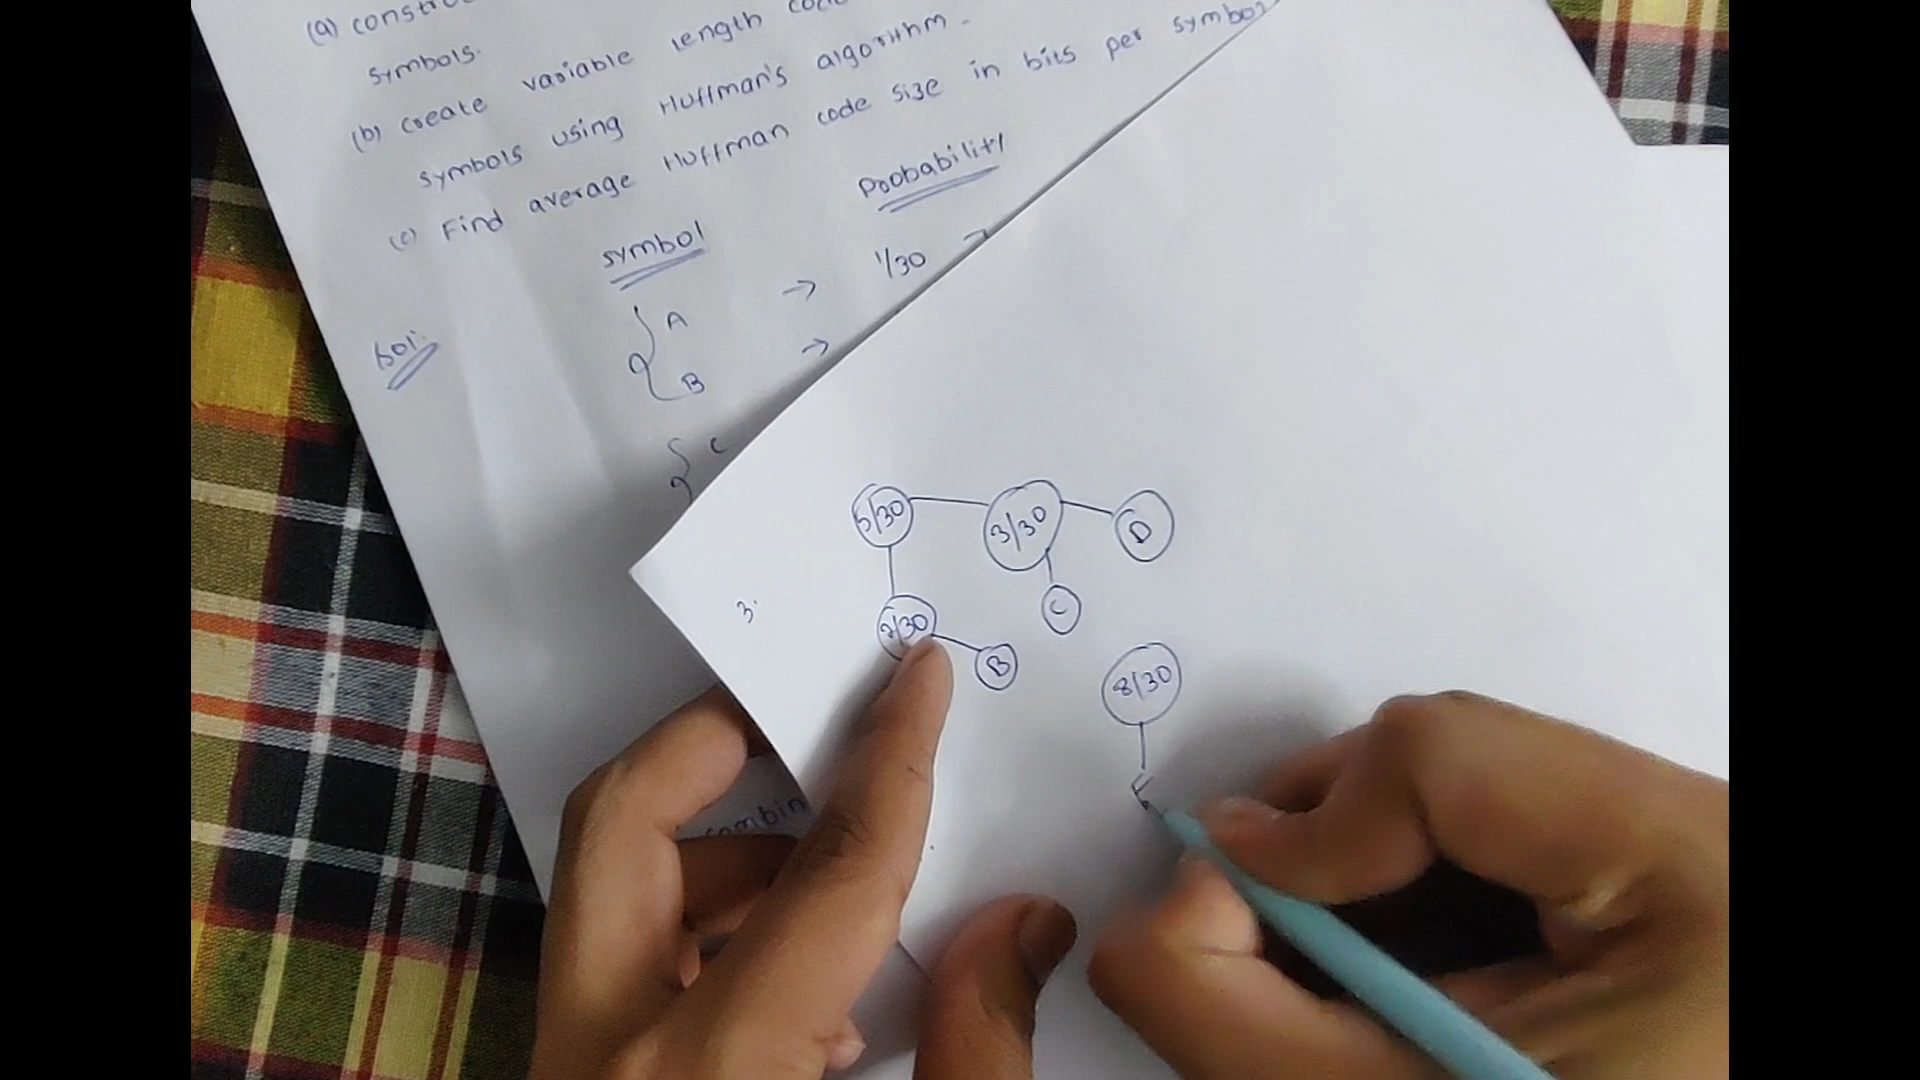 (a) constr
symbols.
(b) create variable length
symbols using Huffman's algorithm.
(c) Find average Huffman code size in bits per symbol
symbol Probability
sol:
A → 1/30 →
B →
C
5/30 3/30 D
3. 2/30 B C
8/30
combin